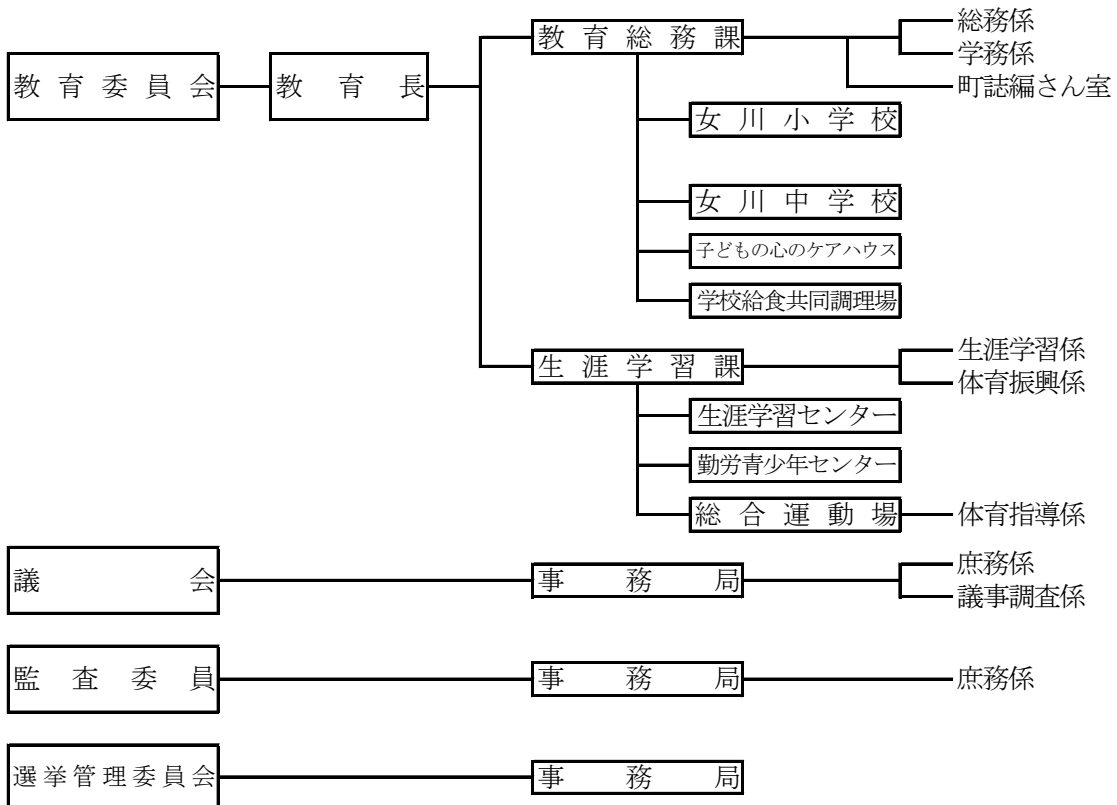 総務係
教育総務課
学務係
教育委員会
教育長
町誌編さん室
女川小学校
女川中学校
子どもの心のケアハウス
学校給食共同調理場
生涯学習係
生涯学習課
体育振興係
生涯学習センター
勤労青少年センター
総合運動場
体育指導係
庶務係
議会
事務局
議事調査係
監査委員
事務局
庶務係
選挙管理委員会
事務局